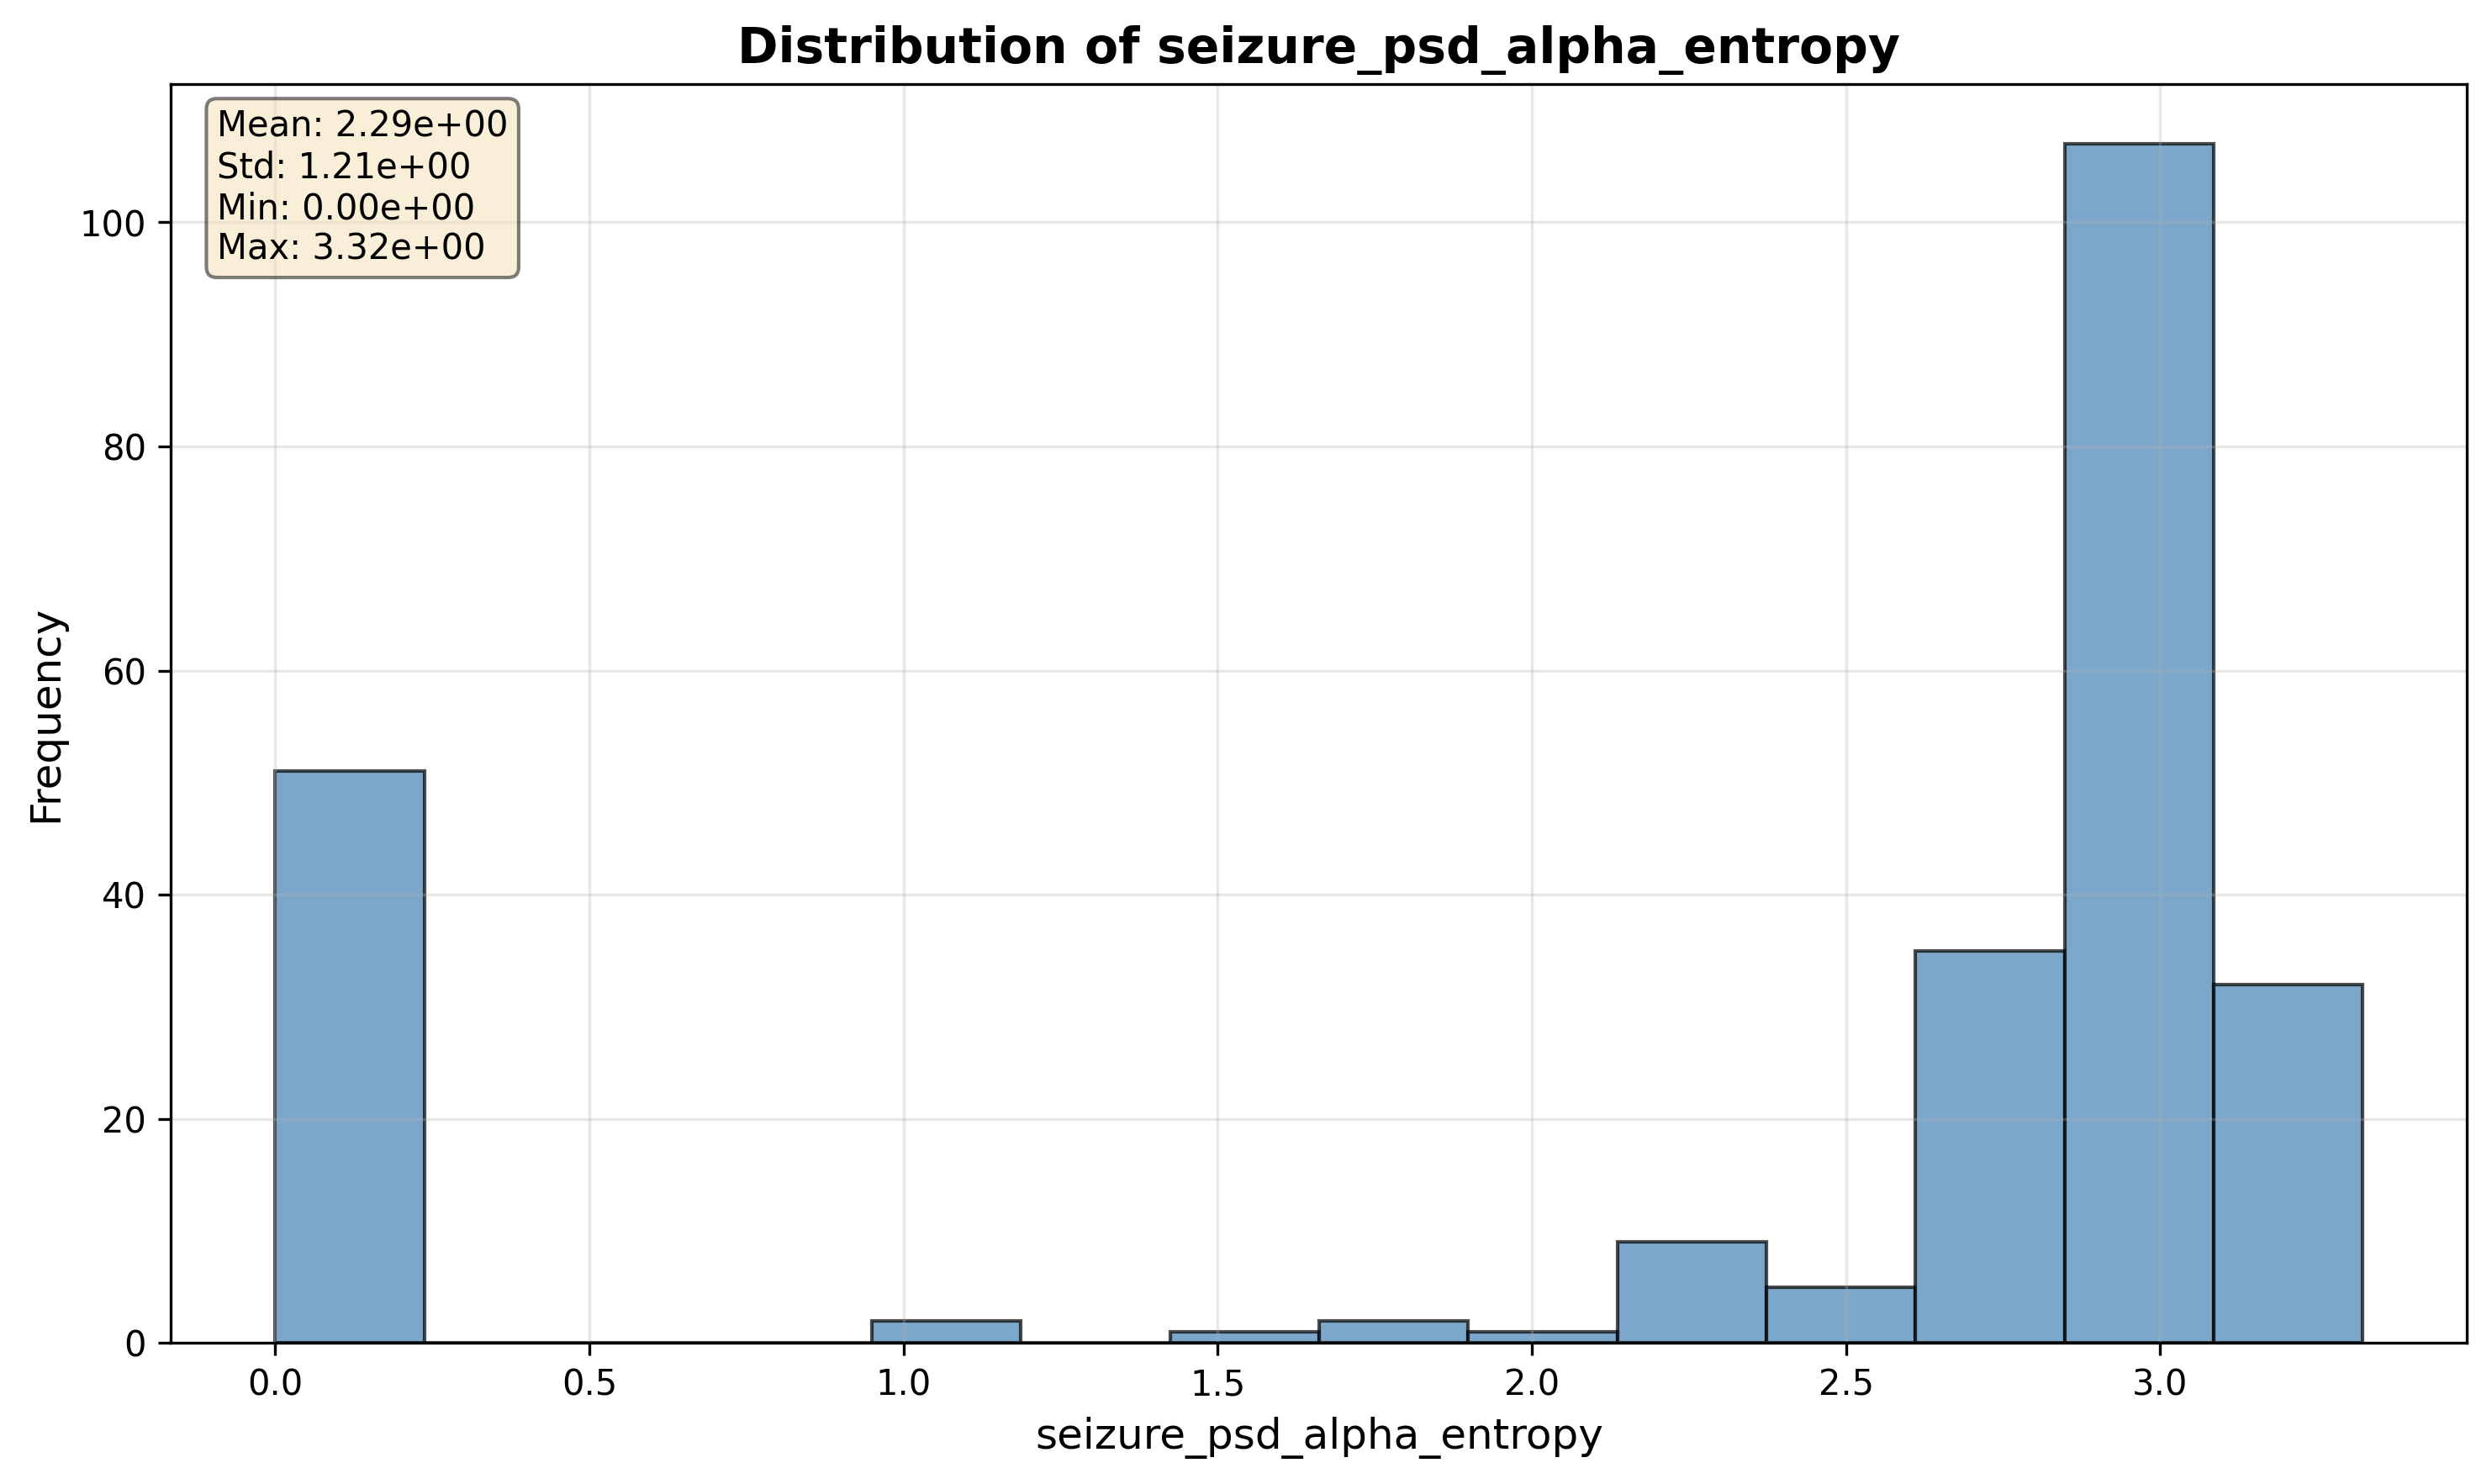 Distribution of seizure_psd_alpha_entropy
Mean: 2.29e+00
Std: 1.21e+00
Min: 0.00e+00
Max: 3.32e+00
100
80
60
40
20
0
Frequency
0.0 0.5 1.0 1.5 2.0 2.5 3.0
seizure_psd_alpha_entropy